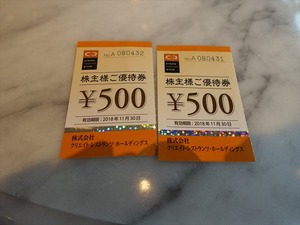 No.A 080432
株主様ご優待券
¥500
有効期間：2018年11月30日
株式会社
クリエイト・レストランツ・ホールディングス
No.A 080431
株主様ご優待券
¥500
有効期間：2018年11月30日
株式会社
クリエイト・レストランツ・ホールディングス